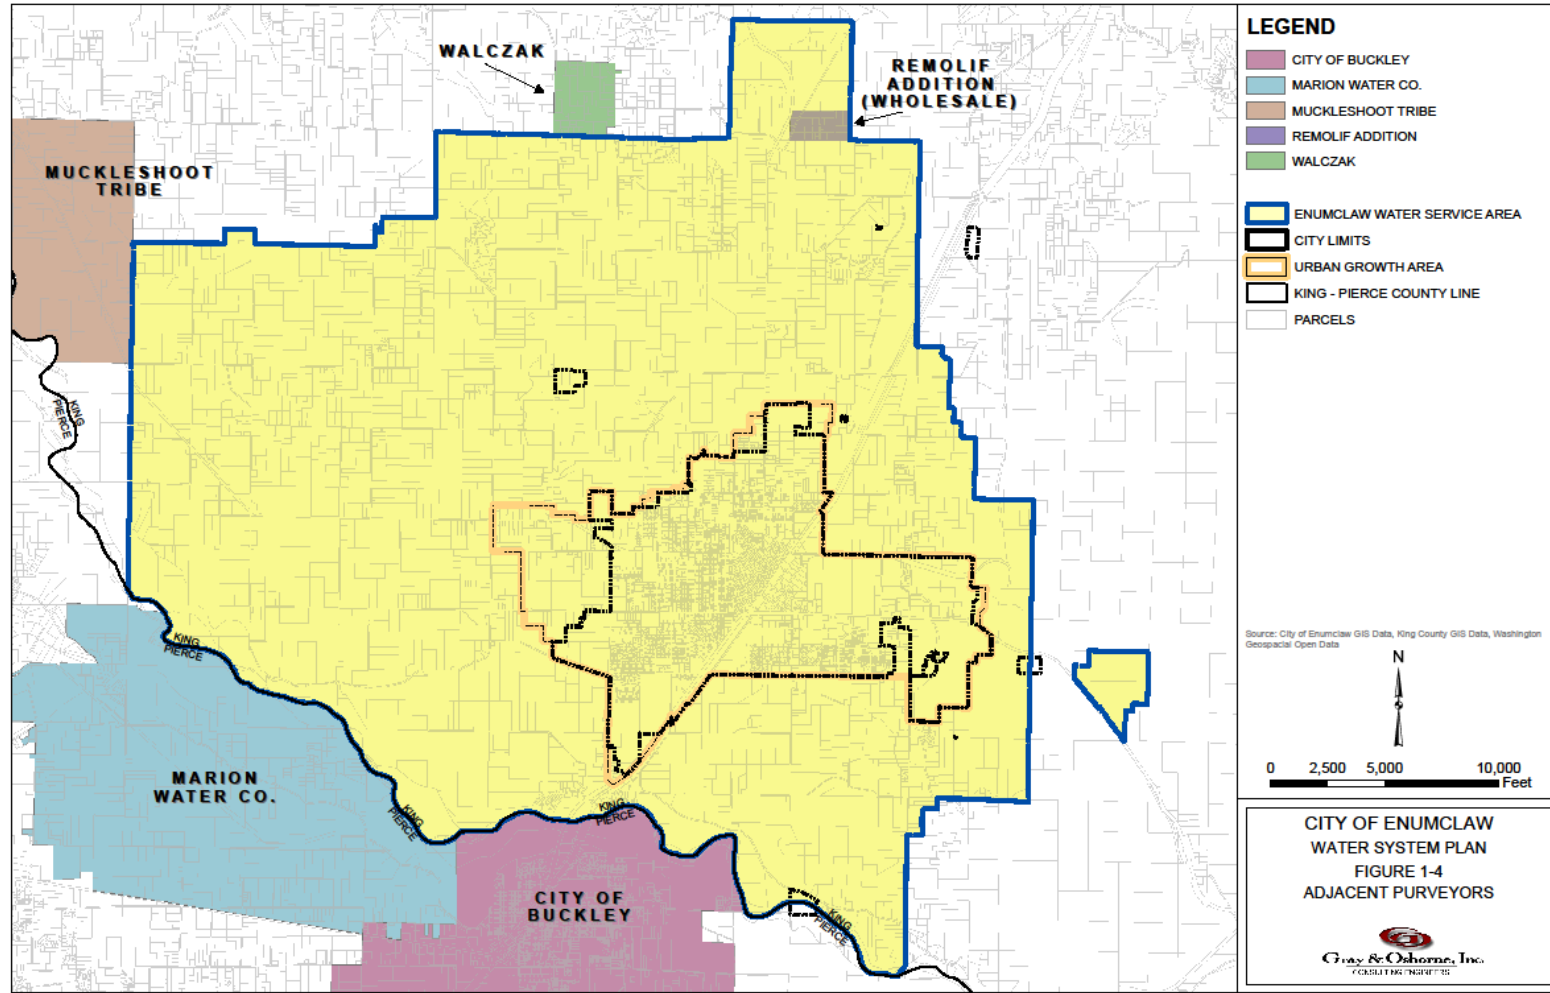 WALCZAK
REMOLIF
ADDITION
(WHOLESALE)
MUCKLESHOOT
TRIBE
KING
PIERCE
KING
PIERCE
MARION
WATER CO.
KING
PIERCE
KING
PIERCE
CITY OF
BUCKLEY
KING
PIERCE
LEGEND
CITY OF BUCKLEY
MARION WATER CO.
MUCKLESHOOT TRIBE
REMOLIF ADDITION
WALCZAK
ENUMCLAW WATER SERVICE AREA
CITY LIMITS
URBAN GROWTH AREA
KING - PIERCE COUNTY LINE
PARCELS
Source: City of Enumclaw GIS Data, King County GIS Data, Washington
Geospacial Open Data
N
0 2,500 5,000 10,000
Feet
CITY OF ENUMCLAW
WATER SYSTEM PLAN
FIGURE 1-4
ADJACENT PURVEYORS
Gray & Osborne, Inc.
CONSULTING ENGINEERS